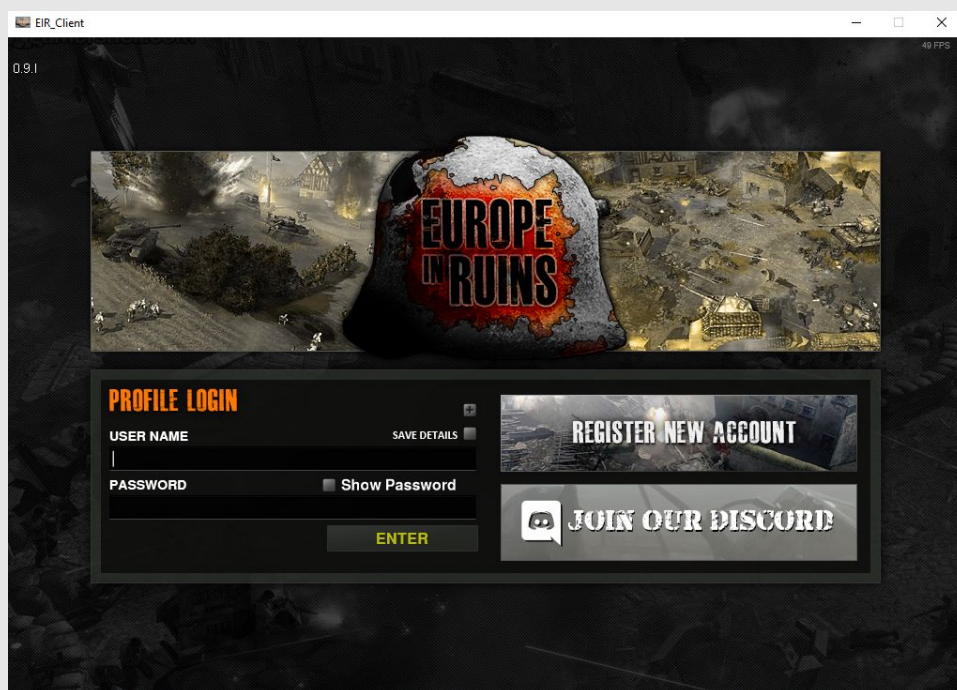 EIR_Client
49 FPS
0.9.1
EUROPE
IN RUINS
PROFILE LOGIN
USER NAME
SAVE DETAILS
PASSWORD
Show Password
ENTER
REGISTER NEW ACCOUNT
JOIN OUR DISCORD